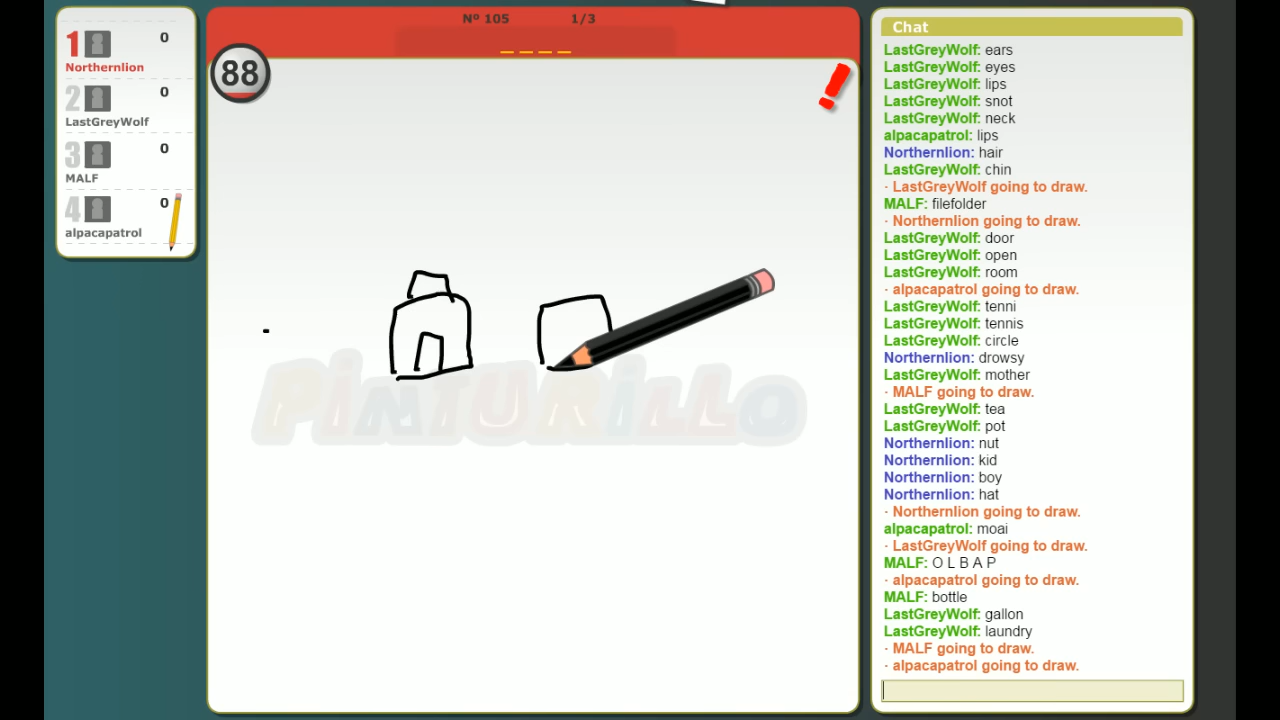 Nº 105 1/3
_ _ _ _
88
1 0
Northernlion
2 0
LastGreyWolf
3 0
MALF
4 0
alpacapatrol
!
PINTURILLO
Chat
LastGreyWolf: ears
LastGreyWolf: eyes
LastGreyWolf: lips
LastGreyWolf: snot
LastGreyWolf: neck
alpacapatrol: lips
Northernlion: hair
LastGreyWolf: chin
· LastGreyWolf going to draw.
MALF: filefolder
· Northernlion going to draw.
LastGreyWolf: door
LastGreyWolf: open
LastGreyWolf: room
· alpacapatrol going to draw.
LastGreyWolf: tenni
LastGreyWolf: tennis
LastGreyWolf: circle
Northernlion: drowsy
LastGreyWolf: mother
· MALF going to draw.
LastGreyWolf: tea
LastGreyWolf: pot
Northernlion: nut
Northernlion: kid
Northernlion: boy
Northernlion: hat
· Northernlion going to draw.
alpacapatrol: moai
· LastGreyWolf going to draw.
MALF: O L B A P
· alpacapatrol going to draw.
MALF: bottle
LastGreyWolf: gallon
LastGreyWolf: laundry
· MALF going to draw.
· alpacapatrol going to draw.